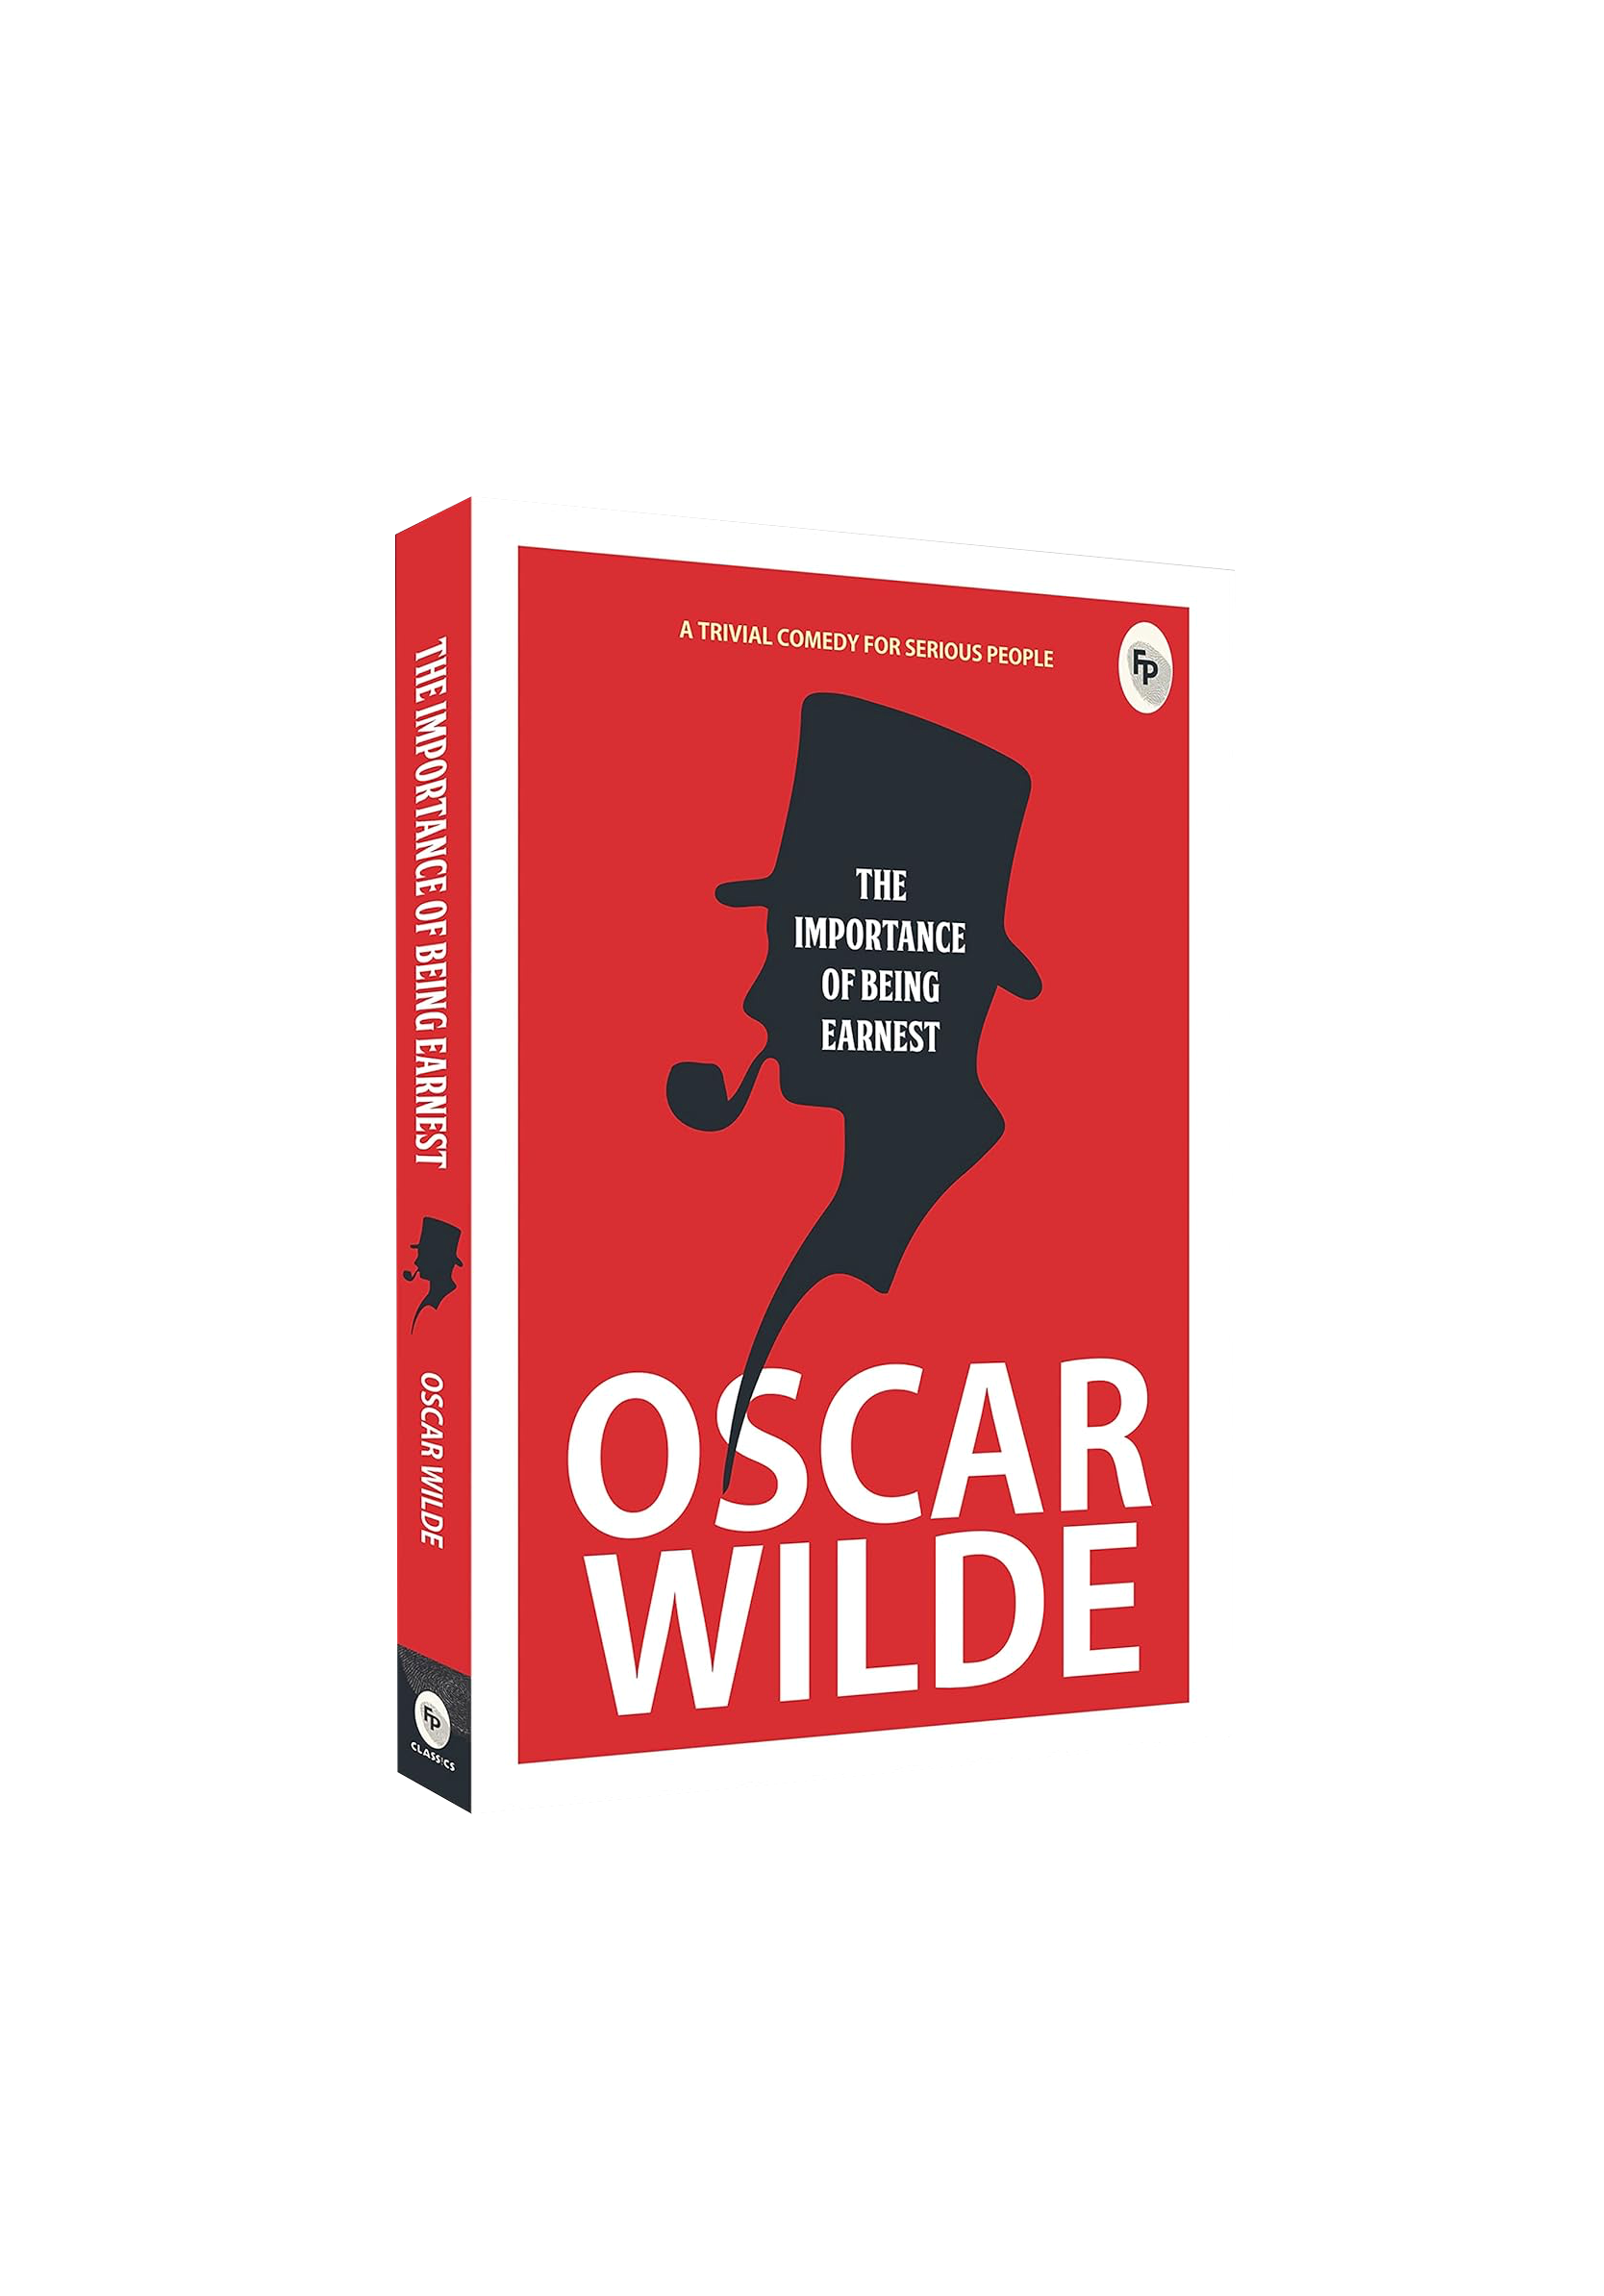 THE IMPORTANCE OF BEING EARNEST
OSCAR WILDE
FP
CLASSICS
A TRIVIAL COMEDY FOR SERIOUS PEOPLE
FP
THE
IMPORTANCE
OF BEING
EARNEST
OSCAR
WILDE